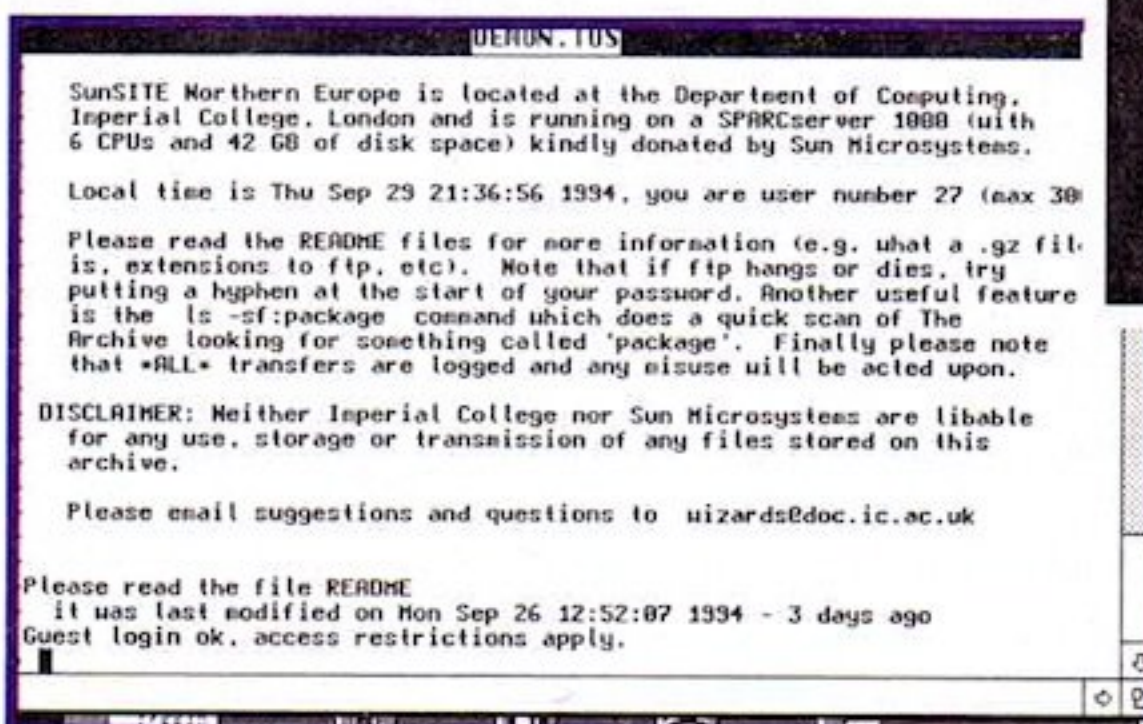 DEMON.TOS
SunSITE Northern Europe is located at the Department of Computing,
Imperial College, London and is running on a SPARCserver 1000 (with
6 CPUs and 42 GB of disk space) kindly donated by Sun Microsystems.
Local time is Thu Sep 29 21:36:56 1994, you are user number 27 (max 30
Please read the README files for more information (e.g. what a .gz fil
is, extensions to ftp, etc). Note that if ftp hangs or dies, try
putting a hyphen at the start of your password. Another useful feature
is the ls -sf:package command which does a quick scan of The
Archive looking for something called 'package'. Finally please note
that *ALL* transfers are logged and any misuse will be acted upon.
DISCLAIMER: Neither Imperial College nor Sun Microsystems are libable
for any use, storage or transmission of any files stored on this
archive.
Please email suggestions and questions to wizards@doc.ic.ac.uk
Please read the file README
it was last modified on Mon Sep 26 12:52:07 1994 - 3 days ago
Guest login ok, access restrictions apply.